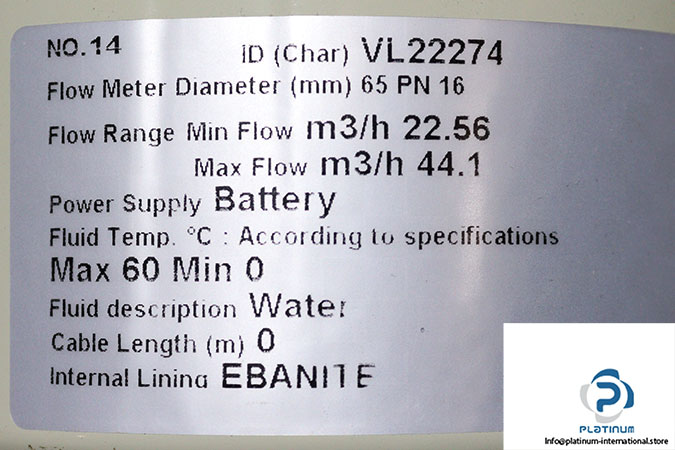 NO.14 ID (Char) VL22274
Flow Meter Diameter (mm) 65 PN 16
Flow Range Min Flow m3/h 22.56
Max Flow m3/h 44.1
Power Supply Battery
Fluid Temp. °C : According to specifications
Max 60 Min 0
Fluid description Water
Cable Length (m) 0
Internal Lining EBANITE
PLATINUM
Info@platinum-international.store